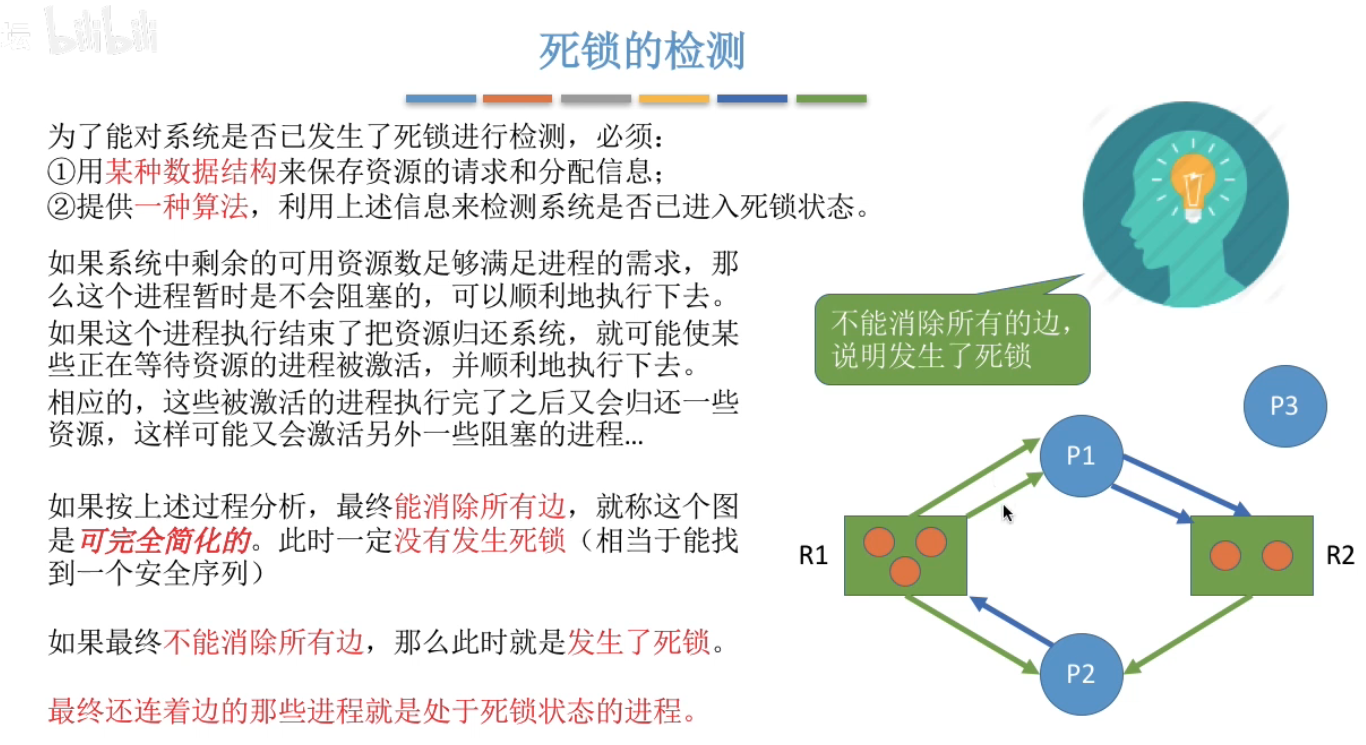 坛 bilibili
死锁的检测
为了能对系统是否已发生了死锁进行检测，必须：
①用某种数据结构来保存资源的请求和分配信息；
②提供一种算法，利用上述信息来检测系统是否已进入死锁状态。
如果系统中剩余的可用资源数足够满足进程的需求，那
么这个进程暂时是不会阻塞的，可以顺利地执行下去。
如果这个进程执行结束了把资源归还系统，就可能使某
些正在等待资源的进程被激活，并顺利地执行下去。
相应的，这些被激活的进程执行完了之后又会归还一些
资源，这样可能又会激活另外一些阻塞的进程...
如果按上述过程分析，最终能消除所有边，就称这个图
是可完全简化的。此时一定没有发生死锁（相当于能找
到一个安全序列）
如果最终不能消除所有边，那么此时就是发生了死锁。
最终还连着边的那些进程就是处于死锁状态的进程。
不能消除所有的边，
说明发生了死锁
P3
P1
R1
R2
P2